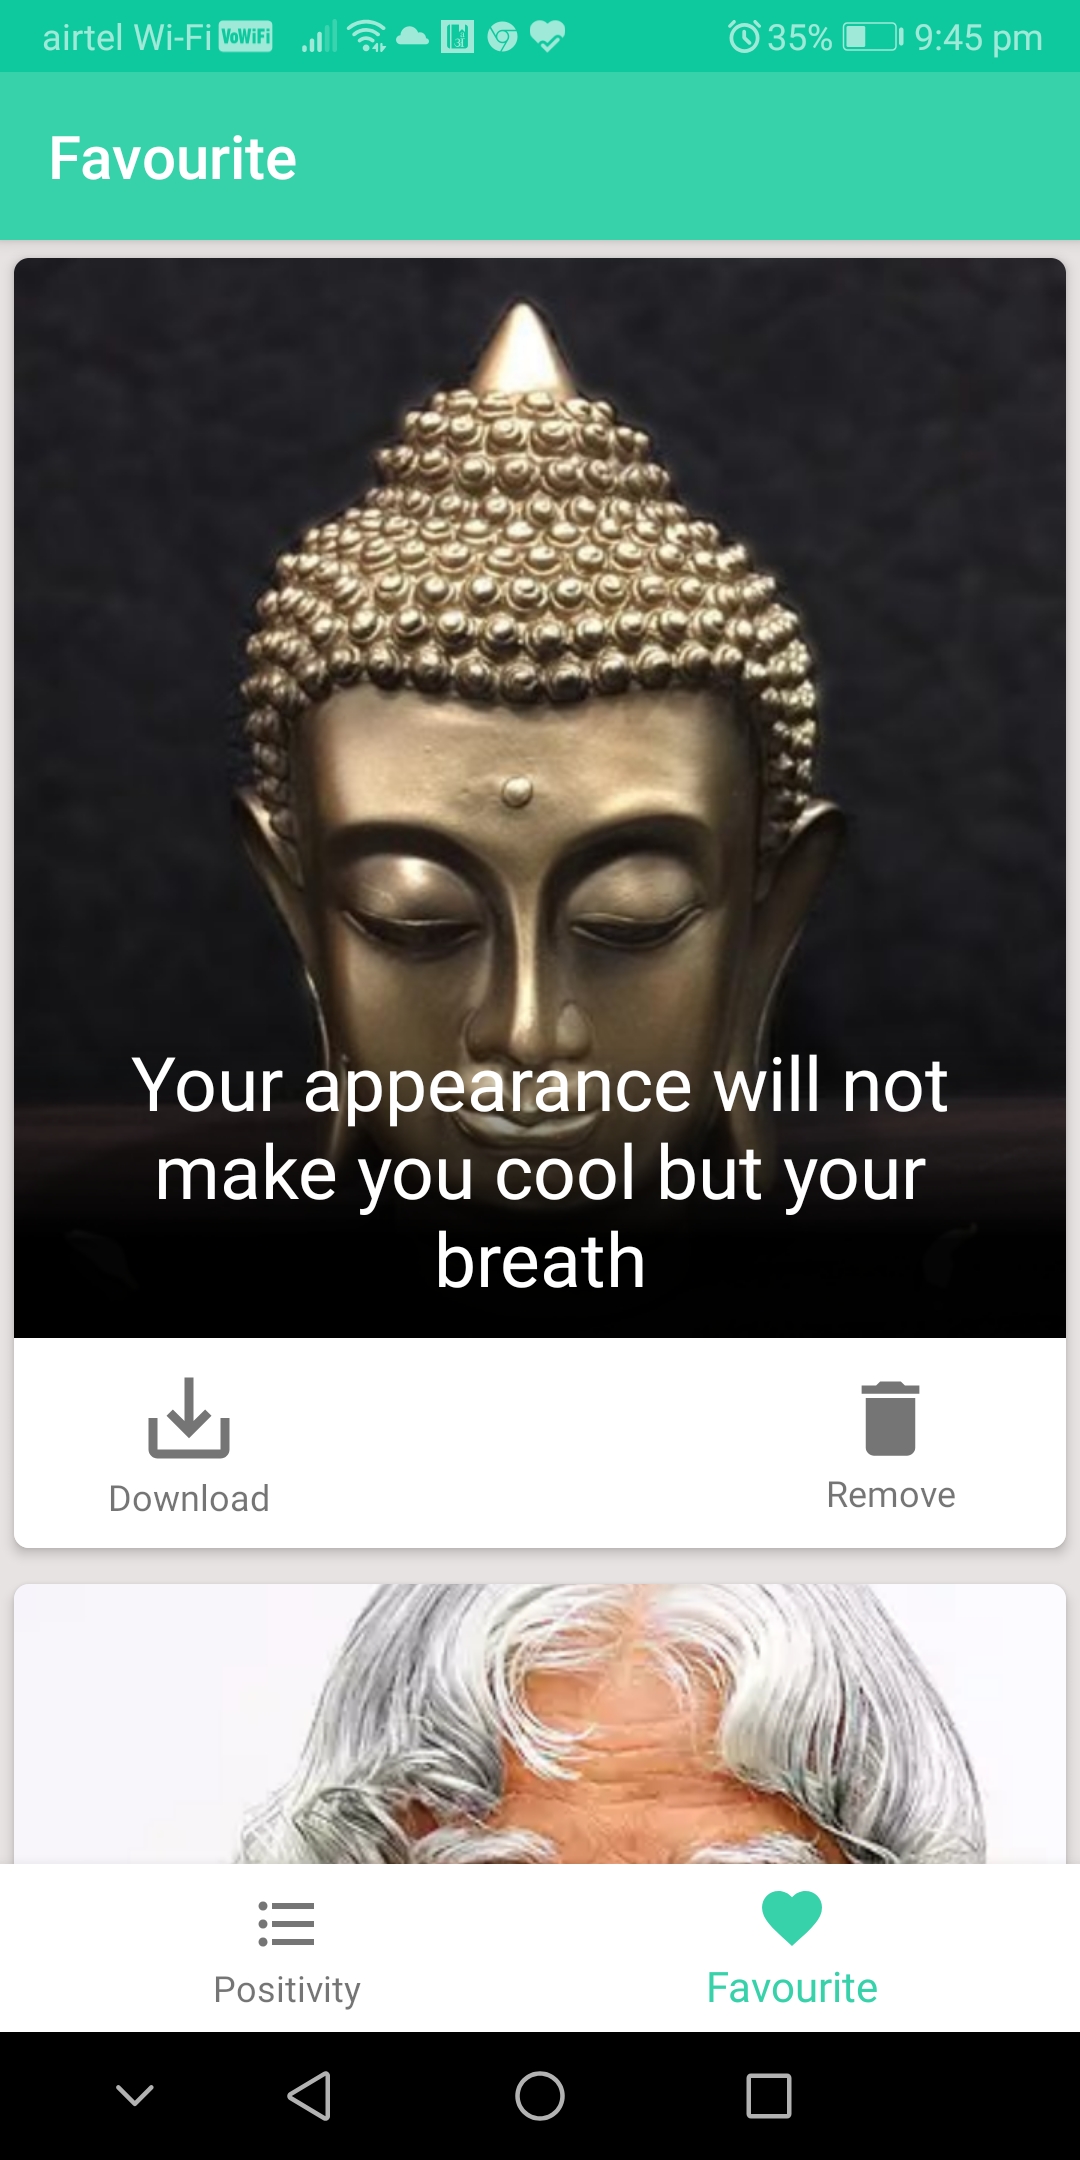 airtel Wi-Fi VoWiFi 31 35% 9:45 pm
Favourite
Your appearance will not
make you cool but your
breath
Download Remove
Positivity Favourite